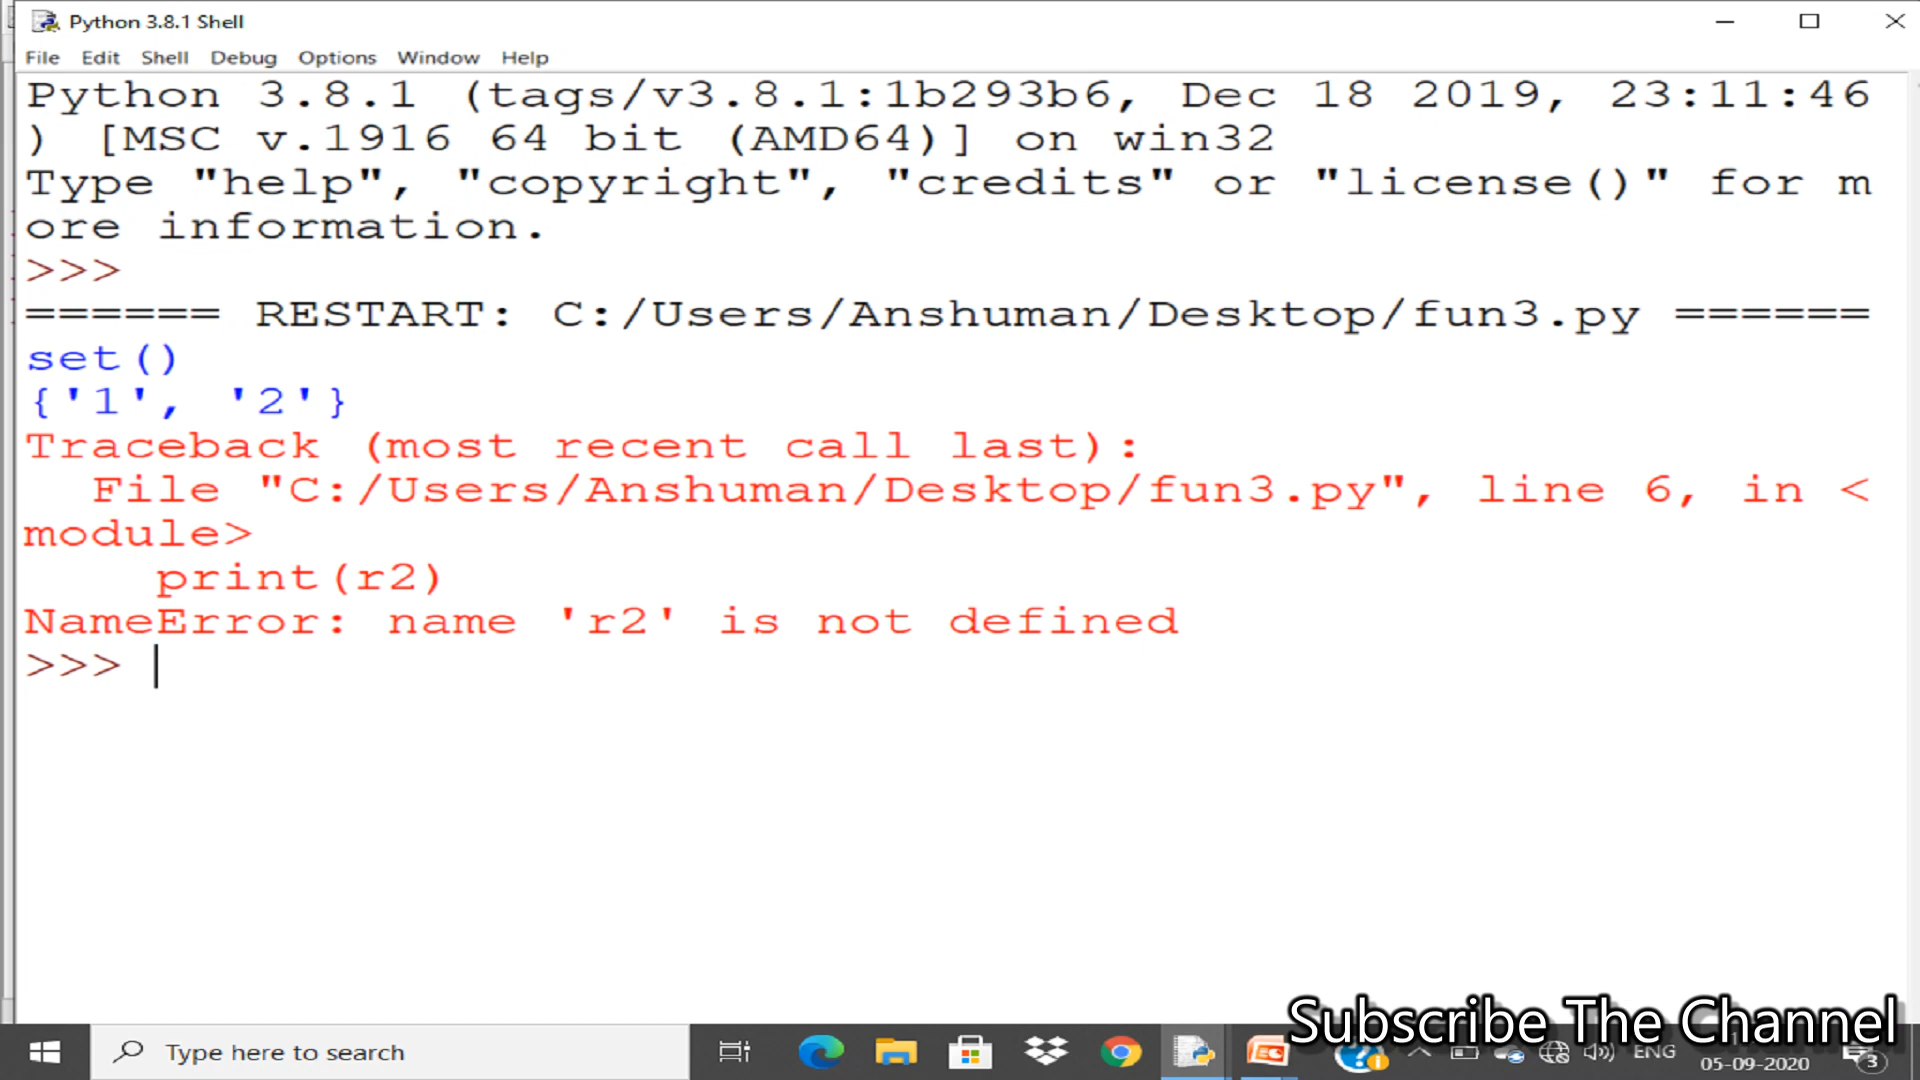 Python 3.8.1 Shell
File Edit Shell Debug Options Window Help
Python 3.8.1 (tags/v3.8.1:1b293b6, Dec 18 2019, 23:11:46
) [MSC v.1916 64 bit (AMD64)] on win32
Type "help", "copyright", "credits" or "license()" for m
ore information.
>>>
====== RESTART: C:/Users/Anshuman/Desktop/fun3.py ======
set()
{'1', '2'}
Traceback (most recent call last):
  File "C:/Users/Anshuman/Desktop/fun3.py", line 6, in <
module>
    print(r2)
NameError: name 'r2' is not defined
>>>
Subscribe The Channel
Type here to search
ENG
05-09-2020
3